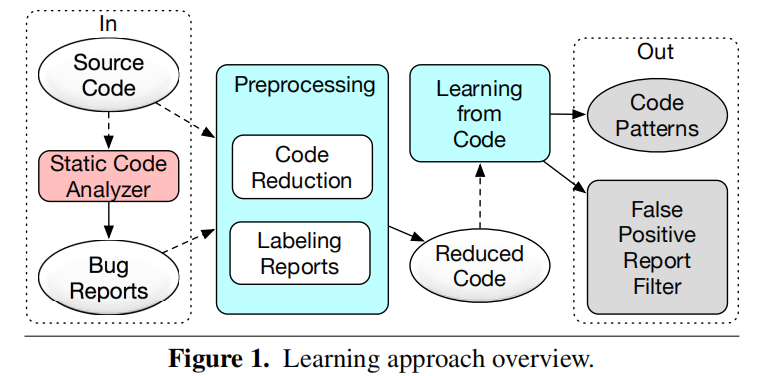 In
Source
Code
Static Code
Analyzer
Bug
Reports
Preprocessing
Code
Reduction
Labeling
Reports
Learning
from
Code
Reduced
Code
Out
Code
Patterns
False
Positive
Report
Filter
Figure 1. Learning approach overview.